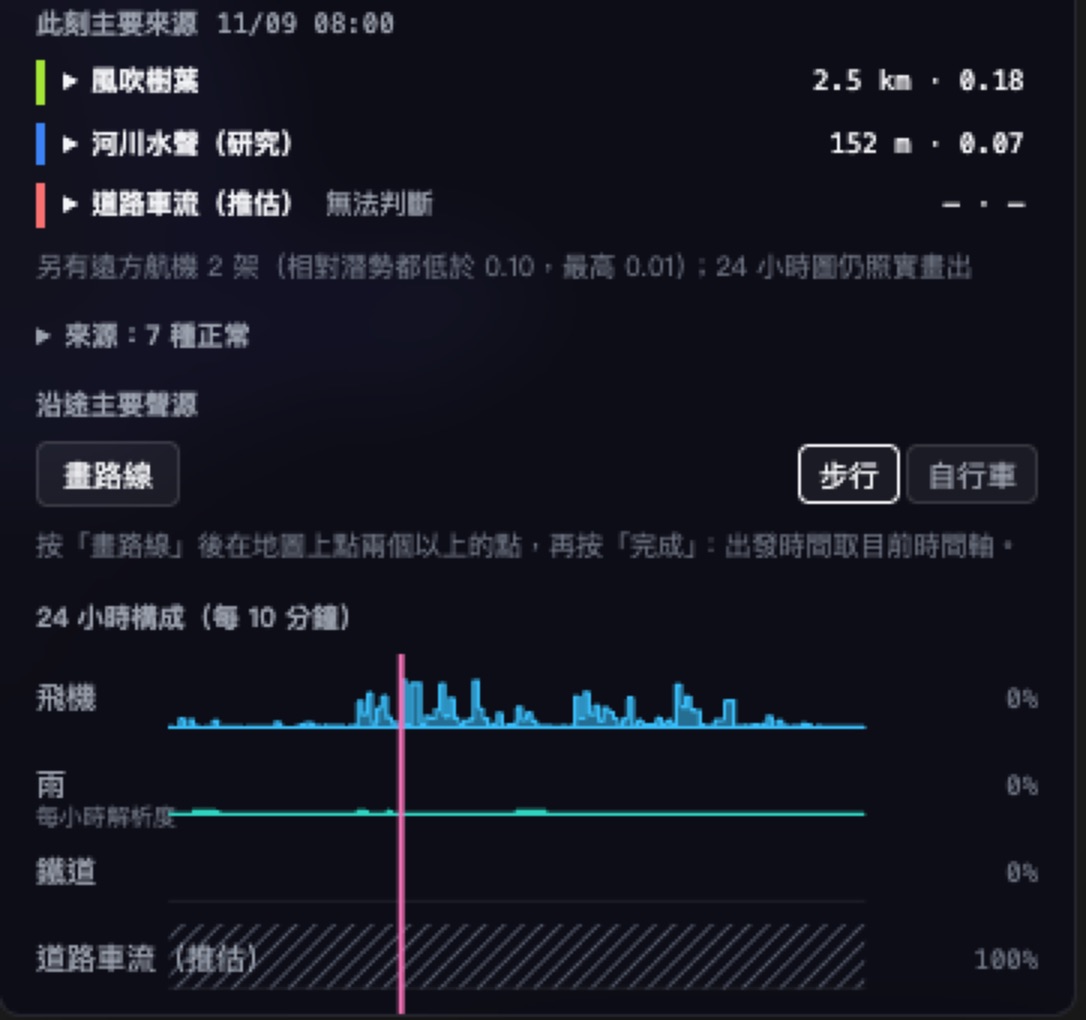 此刻主要來源 11/09 08:00
▶ 風吹樹葉 2.5 km · 0.18
▶ 河川水聲（研究） 152 m · 0.07
▶ 道路車流（推估） 無法判斷 — · —
另有遠方航機 2 架（相對潛勢都低於 0.10，最高 0.01）；24 小時圖仍照實畫出
▶ 來源：7 種正常
沿途主要聲源
畫路線 步行 自行車
按「畫路線」後在地圖上點兩個以上的點，再按「完成」；出發時間取目前時間軸。
24 小時構成（每 10 分鐘）
飛機 0%
雨 0%
每小時解析度
鐵道 0%
道路車流（推估） 100%